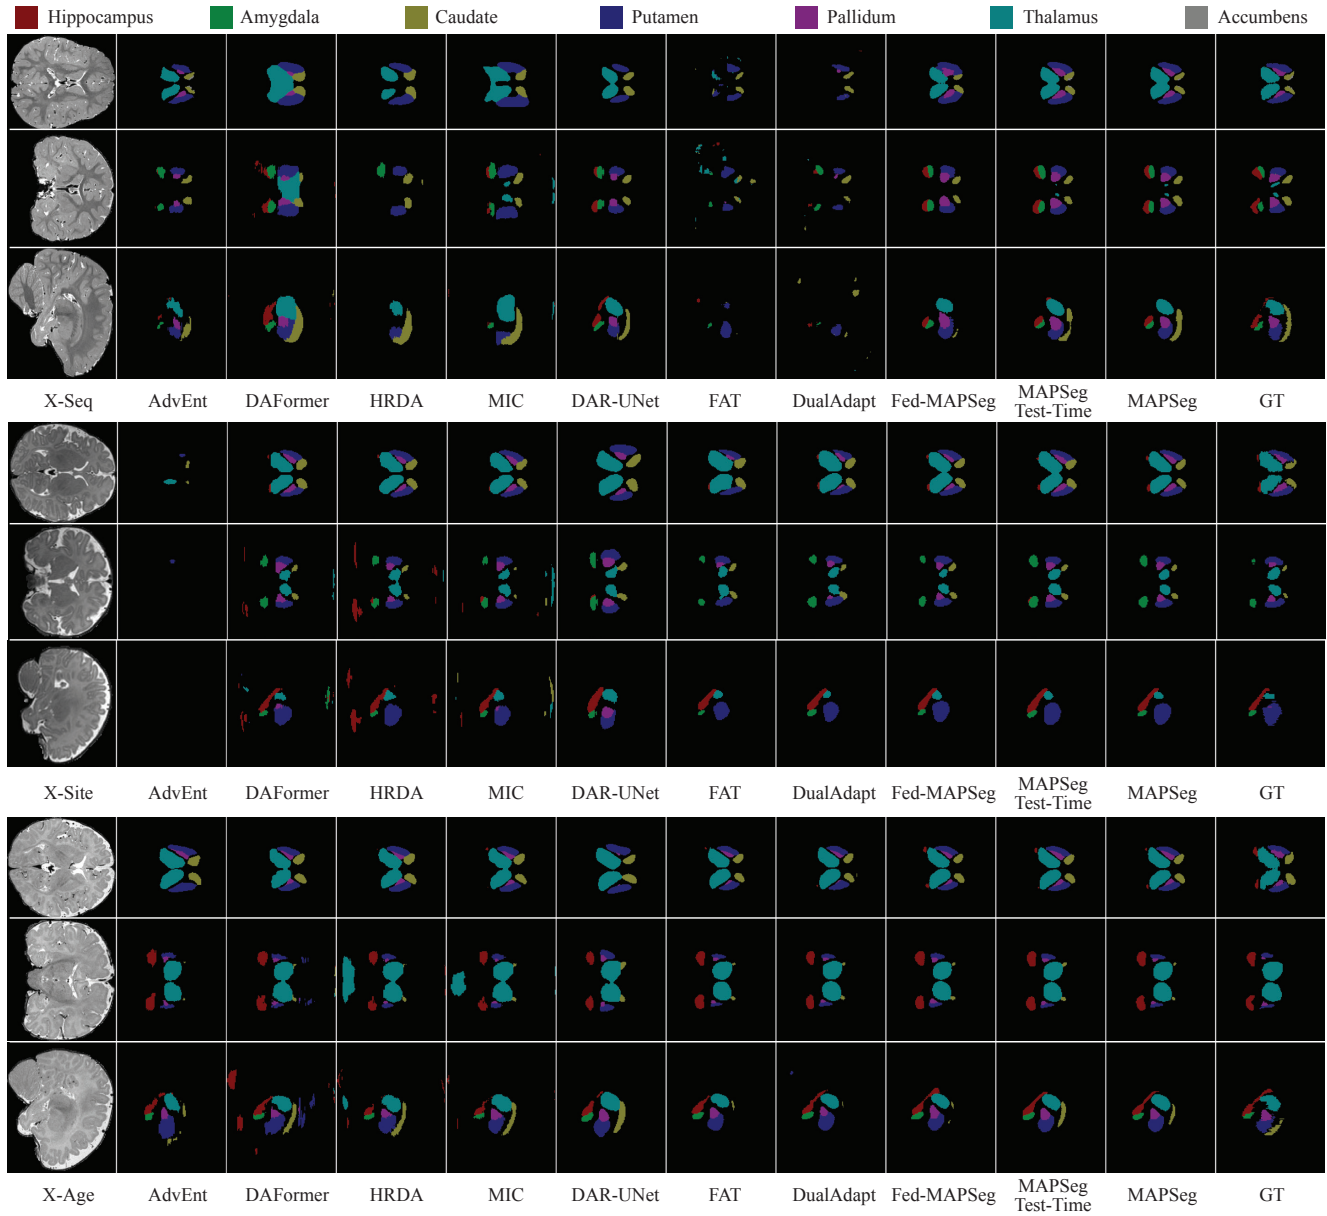 Hippocampus Amygdala Caudate Putamen Pallidum Thalamus Accumbens
X-Seq AdvEnt DAFormer HRDA MIC DAR-UNet FAT DualAdapt Fed-MAPSeg MAPSeg Test-Time MAPSeg GT
X-Site AdvEnt DAFormer HRDA MIC DAR-UNet FAT DualAdapt Fed-MAPSeg MAPSeg Test-Time MAPSeg GT
X-Age AdvEnt DAFormer HRDA MIC DAR-UNet FAT DualAdapt Fed-MAPSeg MAPSeg Test-Time MAPSeg GT